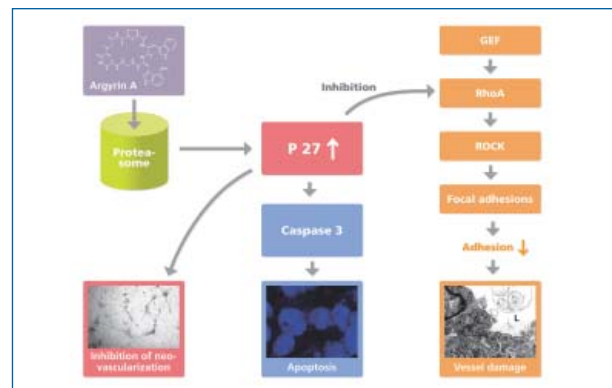 Argyrin A
Protea-
some
P 27
Caspase 3
Inhibition
GEF
RhoA
ROCK
Focal adhesions
Adhesion
L
Inhibition of neo-
vascularization
Apoptosis
Vessel damage